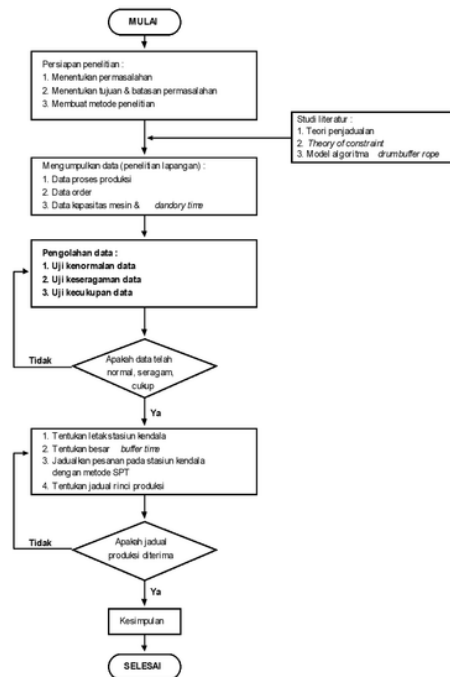 MULAI
Persiapan penelitian :
1. Menentukan permasalahan
2. Menentukan tujuan & batasan permasalahan
3. Membuat metode penelitian
Studi literatur :
1. Teori penjadualan
2. Theory of constraint
3. Model algoritma drumbuffer rope
Mengumpulkan data (penelitian lapangan) :
1. Data proses produksi
2. Data order
3. Data kapasitas mesin & dandory time
Pengolahan data :
1. Uji kenormalan data
2. Uji keseragaman data
3. Uji kecukupan data
Tidak
Apakah data telah
normal, seragam,
cukup
Ya
1. Tentukan letak stasiun kendala
2. Tentukan besar buffer time
3. Jadualkan pesanan pada stasiun kendala
dengan metode SPT
4. Tentukan jadual rinci produksi
Tidak
Apakah jadual
produksi diterima
Ya
Kesimpulan
SELESAI